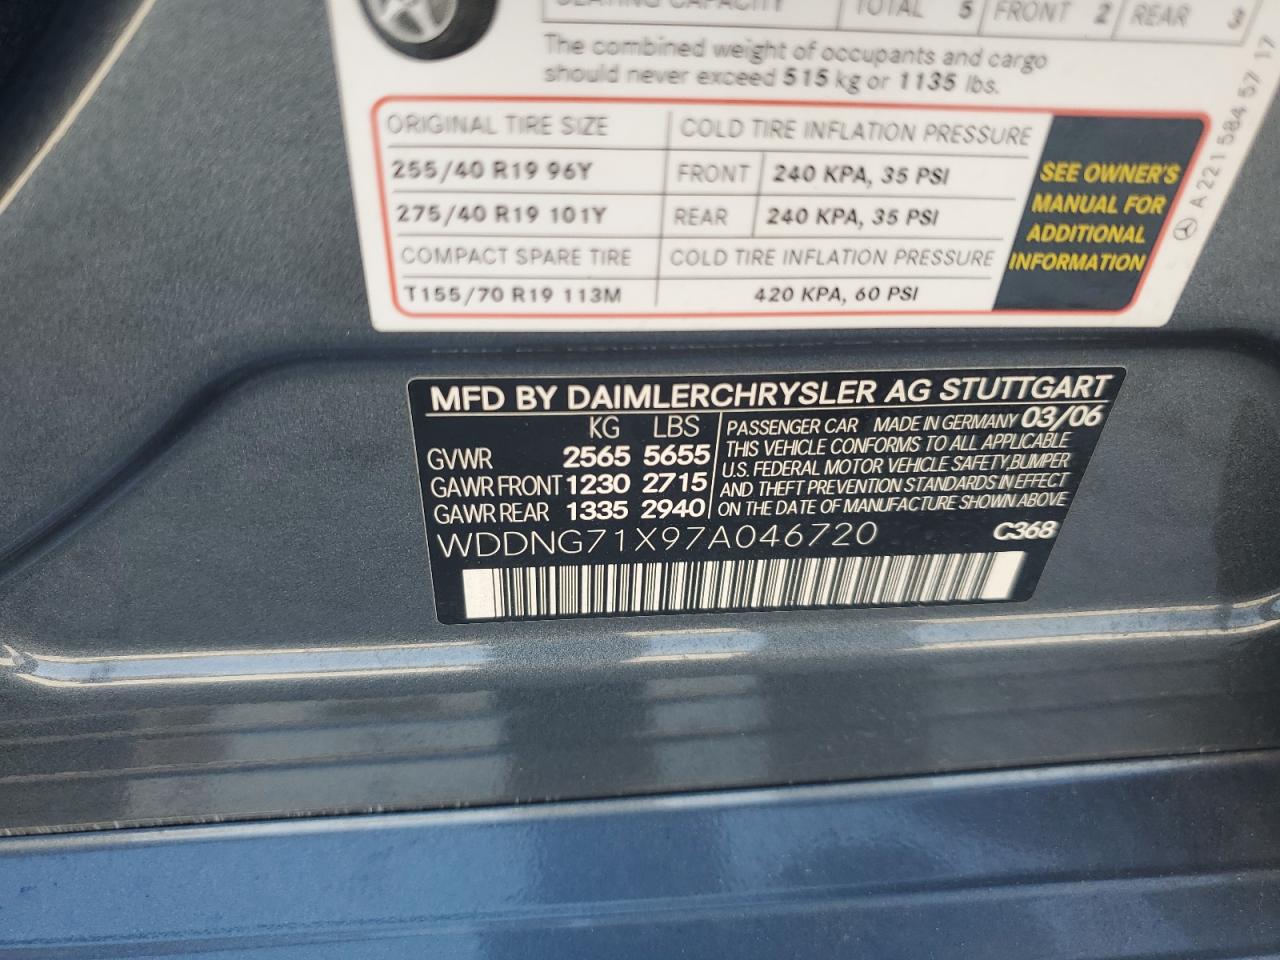 SEATING CAPACITY TOTAL 5 FRONT 2 REAR 3
The combined weight of occupants and cargo
should never exceed 515 kg or 1135 lbs.
ORIGINAL TIRE SIZE COLD TIRE INFLATION PRESSURE
255/40 R19 96Y FRONT 240 KPA, 35 PSI
275/40 R19 101Y REAR 240 KPA, 35 PSI
COMPACT SPARE TIRE COLD TIRE INFLATION PRESSURE
T155/70 R19 113M 420 KPA, 60 PSI
SEE OWNER'S
MANUAL FOR
ADDITIONAL
INFORMATION
A 221 584 57 17
MFD BY DAIMLERCHRYSLER AG STUTTGART
KG LBS
GVWR 2565 5655
GAWR FRONT 1230 2715
GAWR REAR 1335 2940
PASSENGER CAR MADE IN GERMANY 03/06
THIS VEHICLE CONFORMS TO ALL APPLICABLE
U.S. FEDERAL MOTOR VEHICLE SAFETY, BUMPER
AND THEFT PREVENTION STANDARDS IN EFFECT
ON THE DATE OF MANUFACTURE SHOWN ABOVE
WDDNG71X97A046720 C368